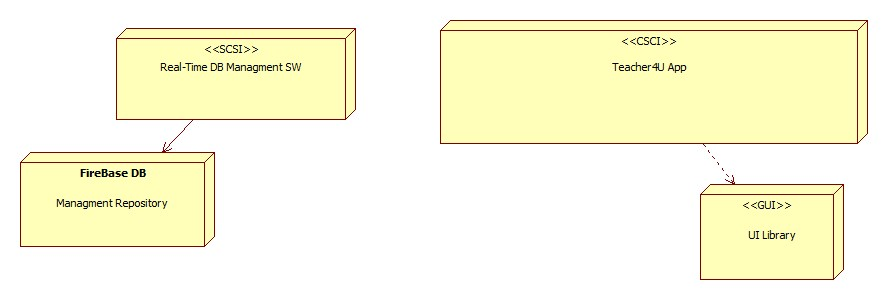 <<SCSI>>
Real-Time DB Managment SW
<<CSCI>>
Teacher4U App
FireBase DB
Managment Repository
<<GUI>>
UI Library